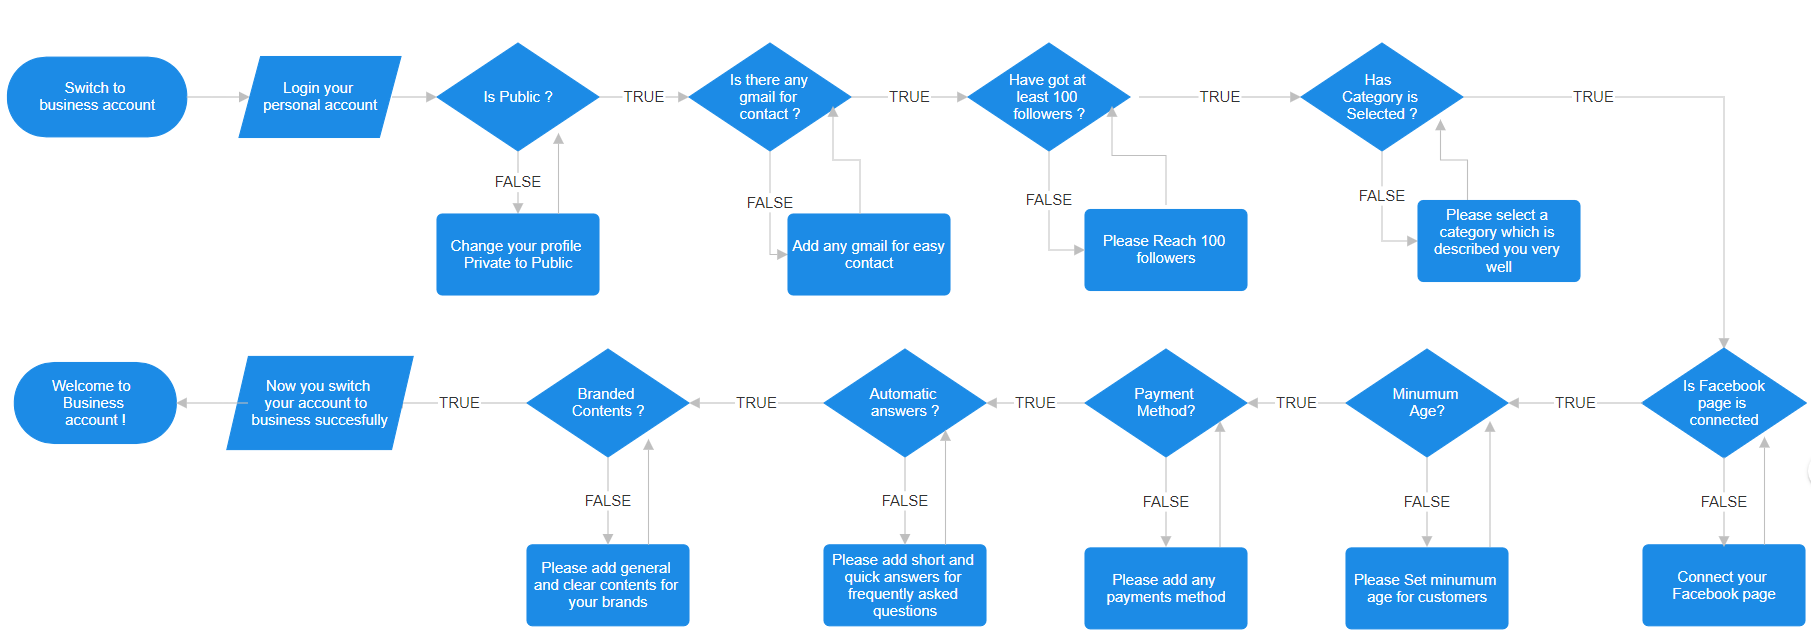 Switch to
business account
Login your
personal account
Is Public ?
TRUE
Is there any
gmail for
contact ?
TRUE
Have got at
least 100
followers ?
TRUE
Has
Category is
Selected ?
TRUE
FALSE
Change your profile
Private to Public
FALSE
Add any gmail for easy
contact
FALSE
Please Reach 100
followers
FALSE
Please select a
category which is
described you very
well
Is Facebook
page is
connected
TRUE
Minumum
Age?
TRUE
Payment
Method?
TRUE
Automatic
answers ?
TRUE
Branded
Contents ?
TRUE
Now you switch
your account to
business succesfully
Welcome to
Business
account !
FALSE
Connect your
Facebook page
FALSE
Please Set minumum
age for customers
FALSE
Please add any
payments method
FALSE
Please add short and
quick answers for
frequently asked
questions
FALSE
Please add general
and clear contents for
your brands